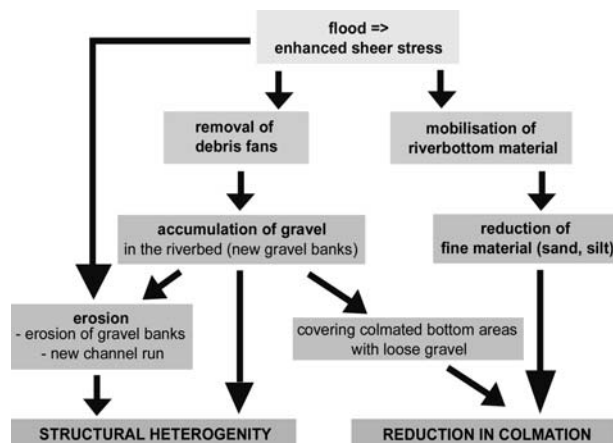 flood =>
enhanced sheer stress
removal of
debris fans
mobilisation of
riverbottom material
accumulation of gravel
in the riverbed (new gravel banks)
reduction of
fine material (sand, silt)
erosion
- erosion of gravel banks
- new channel run
covering colmated bottom areas
with loose gravel
STRUCTURAL HETEROGENITY
REDUCTION IN COLMATION